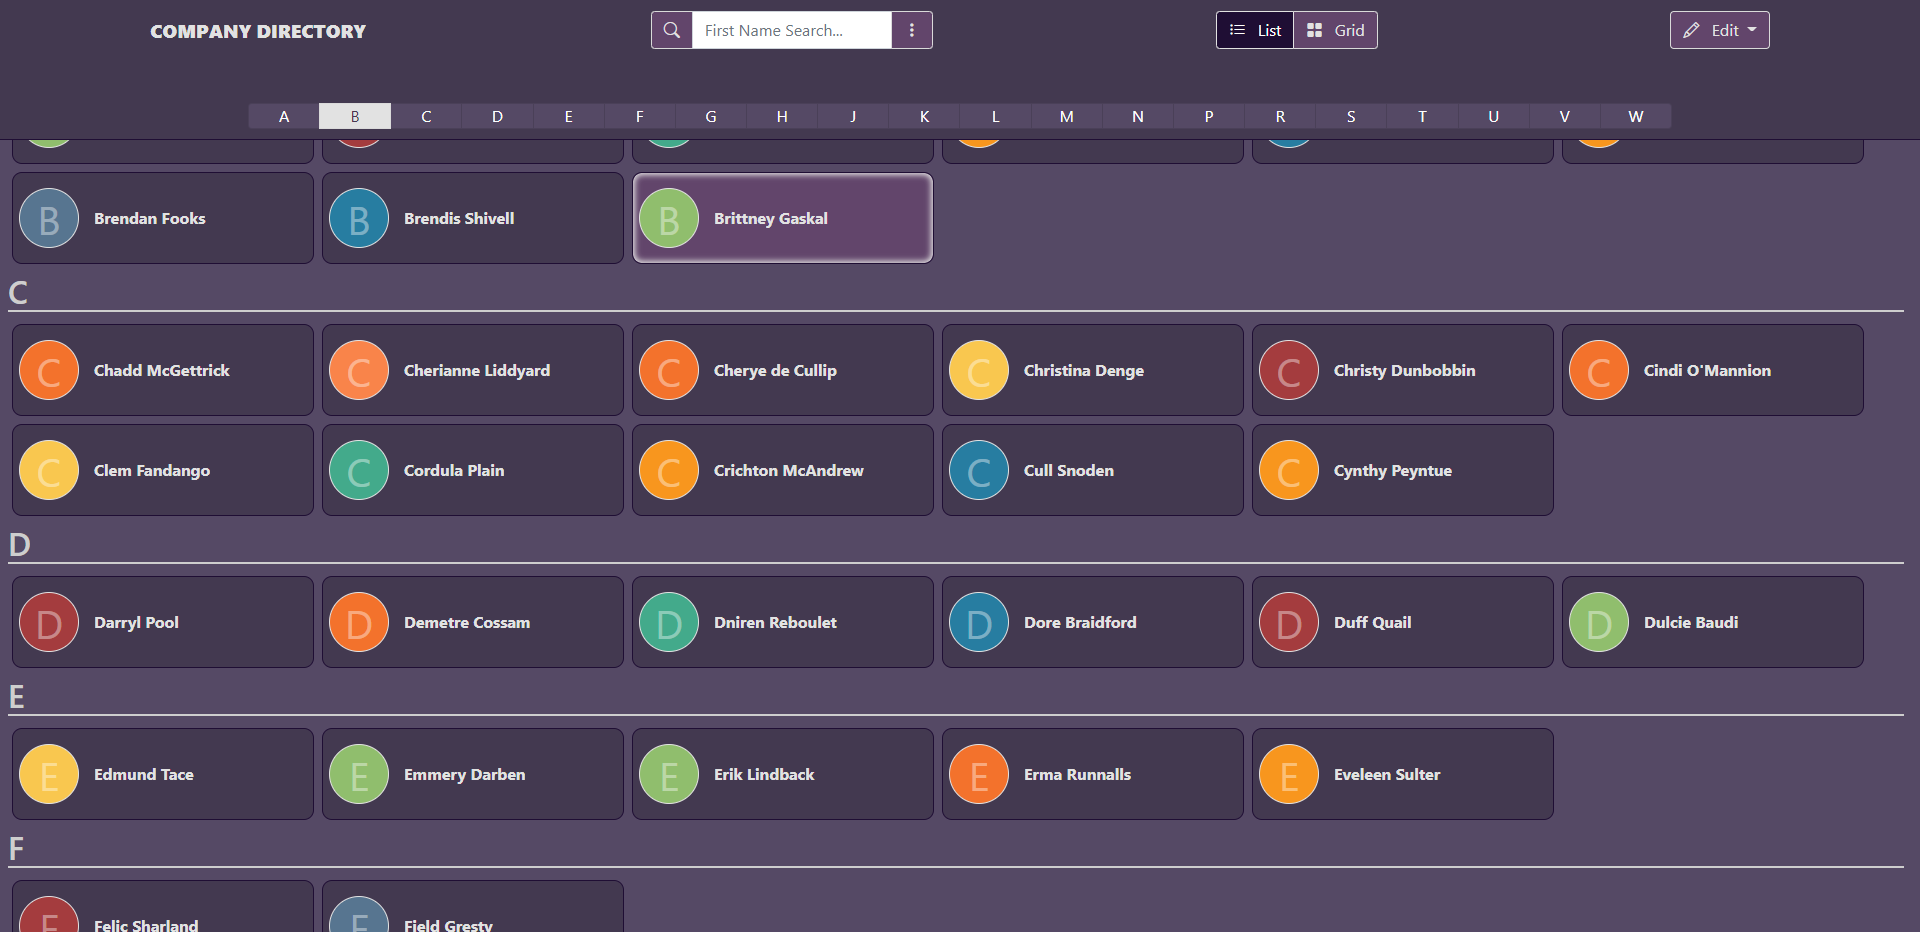 COMPANY DIRECTORY
First Name Search...
List
Grid
Edit
A B C D E F G H J K L M N P R S T U V W
B Brendan Fooks
B Brendis Shivell
B Brittney Gaskal
C
C Chadd McGettrick
C Cherianne Liddyard
C Cherye de Cullip
C Christina Denge
C Christy Dunbobbin
C Cindi O'Mannion
C Clem Fandango
C Cordula Plain
C Crichton McAndrew
C Cull Snoden
C Cynthy Peyntue
D
D Darryl Pool
D Demetre Cossam
D Dniren Reboulet
D Dore Braidford
D Duff Quail
D Dulcie Baudi
E
E Edmund Tace
E Emmery Darben
E Erik Lindback
E Erma Runnalls
E Eveleen Sulter
F
F Felic Sharland
F Field Gresty